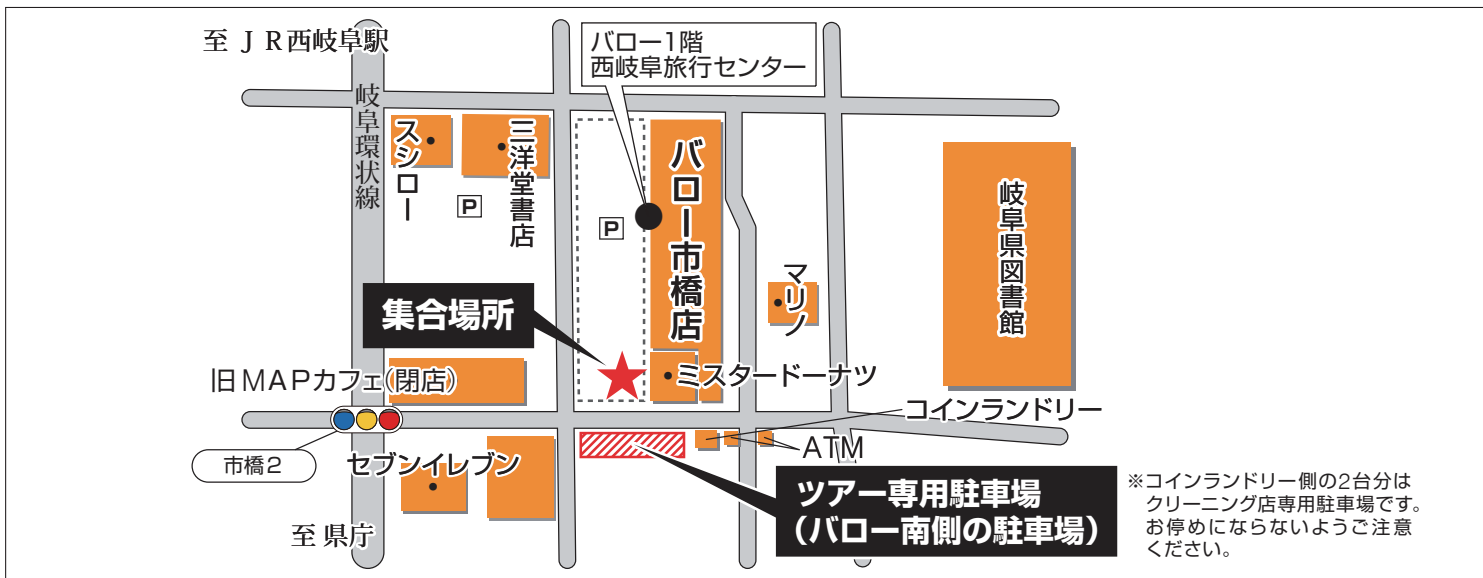 至 ＪＲ西岐阜駅
バロー1階
西岐阜旅行センター
岐阜環状線
スシロー
三洋堂書店
P
P
バロー市橋店
マリノ
岐阜県図書館
集合場所
旧MAPカフェ(閉店)
ミスタードーナツ
コインランドリー
ATM
市橋2
セブンイレブン
ツアー専用駐車場
(バロー南側の駐車場)
※コインランドリー側の2台分は
クリーニング店専用駐車場です。
お停めにならないようご注意
ください。
至 県庁